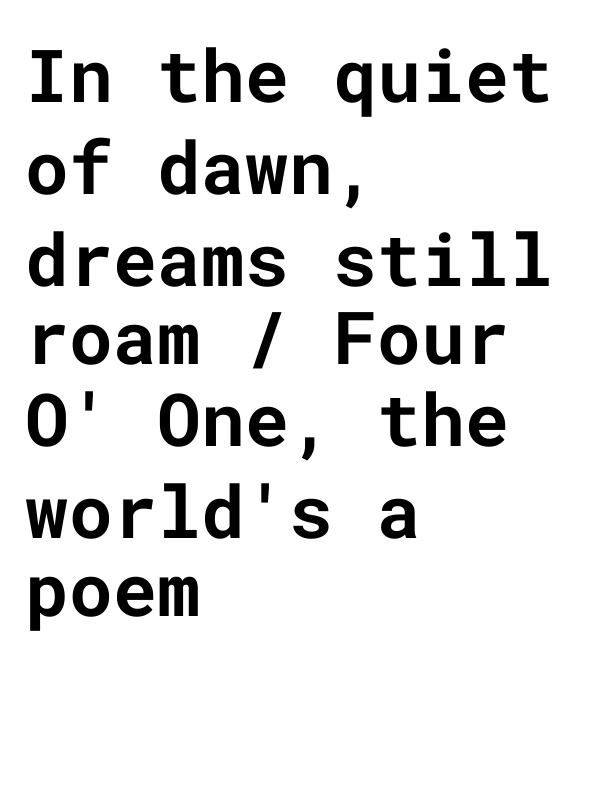 In the quiet
of dawn,
dreams still
roam / Four
O' One, the
world's a
poem